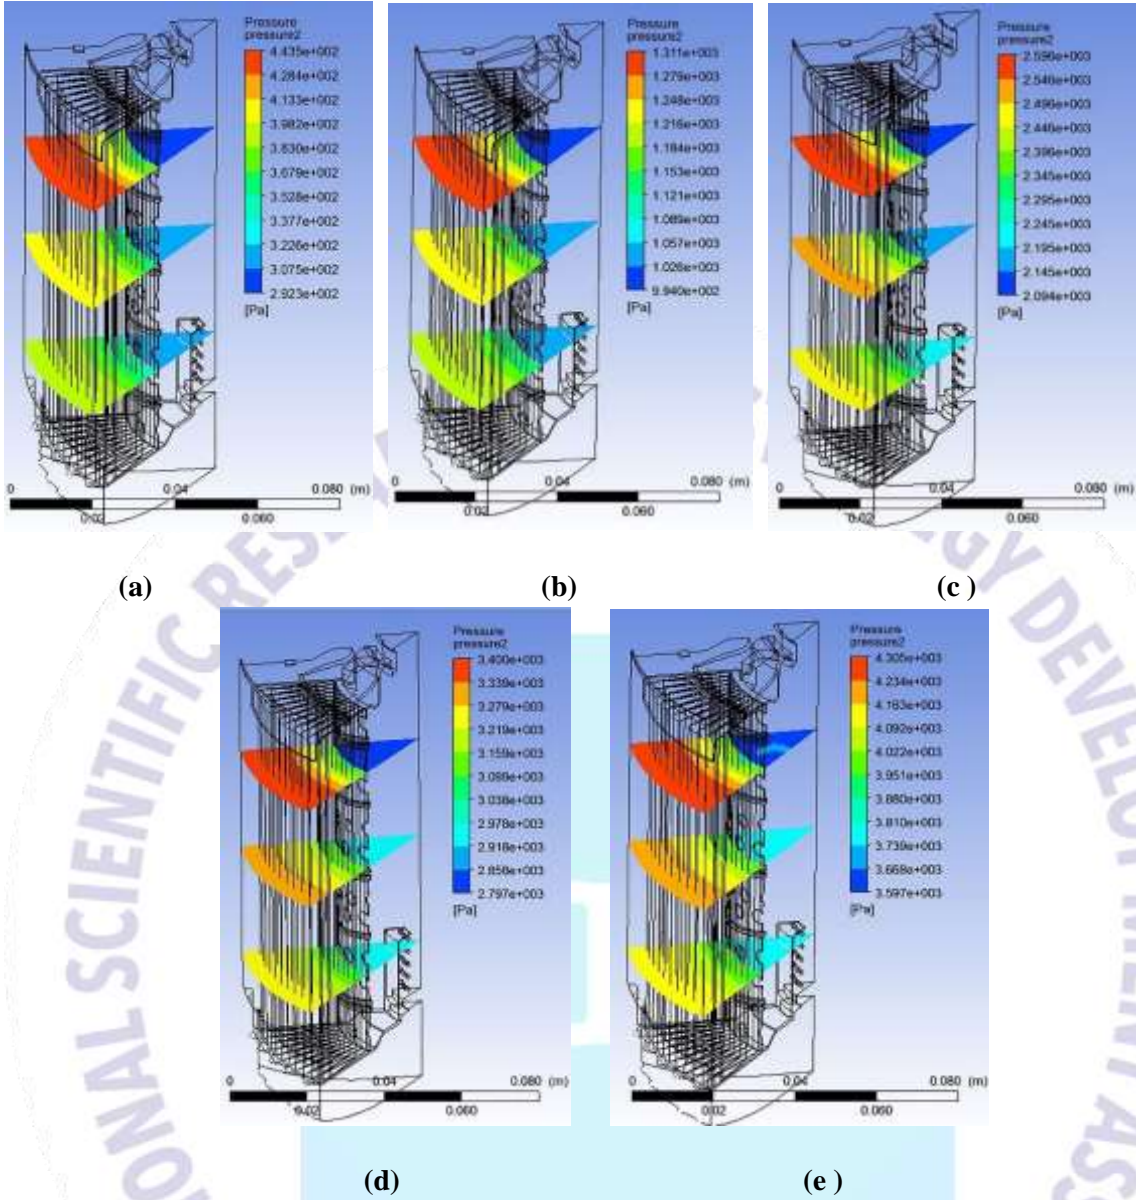 Pressure
pressure2
4.435e+002
4.284e+002
4.133e+002
3.982e+002
3.830e+002
3.679e+002
3.528e+002
3.377e+002
3.226e+002
3.075e+002
2.923e+002
[Pa]
0
0.04
0.080 (m)
0.02
0.060
(a)
Pressure
pressure2
1.311e+003
1.279e+003
1.248e+003
1.216e+003
1.184e+003
1.153e+003
1.121e+003
1.089e+003
1.057e+003
1.026e+003
9.940e+002
[Pa]
0
0.04
0.080 (m)
0.02
0.060
(b)
Pressure
pressure2
2.596e+003
2.546e+003
2.496e+003
2.446e+003
2.396e+003
2.345e+003
2.295e+003
2.245e+003
2.195e+003
2.145e+003
2.094e+003
[Pa]
0
0.04
0.080 (m)
0.02
0.060
(c )
Pressure
pressure2
3.400e+003
3.339e+003
3.279e+003
3.219e+003
3.159e+003
3.098e+003
3.038e+003
2.978e+003
2.918e+003
2.858e+003
2.797e+003
[Pa]
0
0.04
0.080 (m)
0.02
0.060
(d)
Pressure
pressure2
4.305e+003
4.234e+003
4.163e+003
4.092e+003
4.022e+003
3.951e+003
3.880e+003
3.810e+003
3.739e+003
3.668e+003
3.597e+003
[Pa]
0
0.04
0.080 (m)
0.02
0.060
(e )
ONAL SCIENTIFIC RESE
GY DEVELOPMENT AS